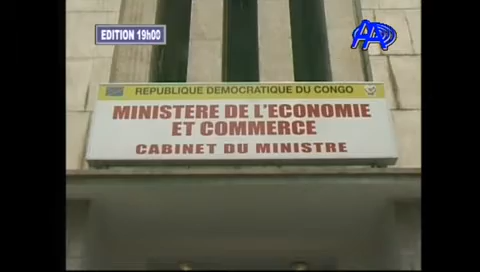 EDITION 19h00
REPUBLIQUE DEMOCRATIQUE DU CONGO
MINISTERE DE L'ECONOMIE
ET COMMERCE
CABINET DU MINISTRE